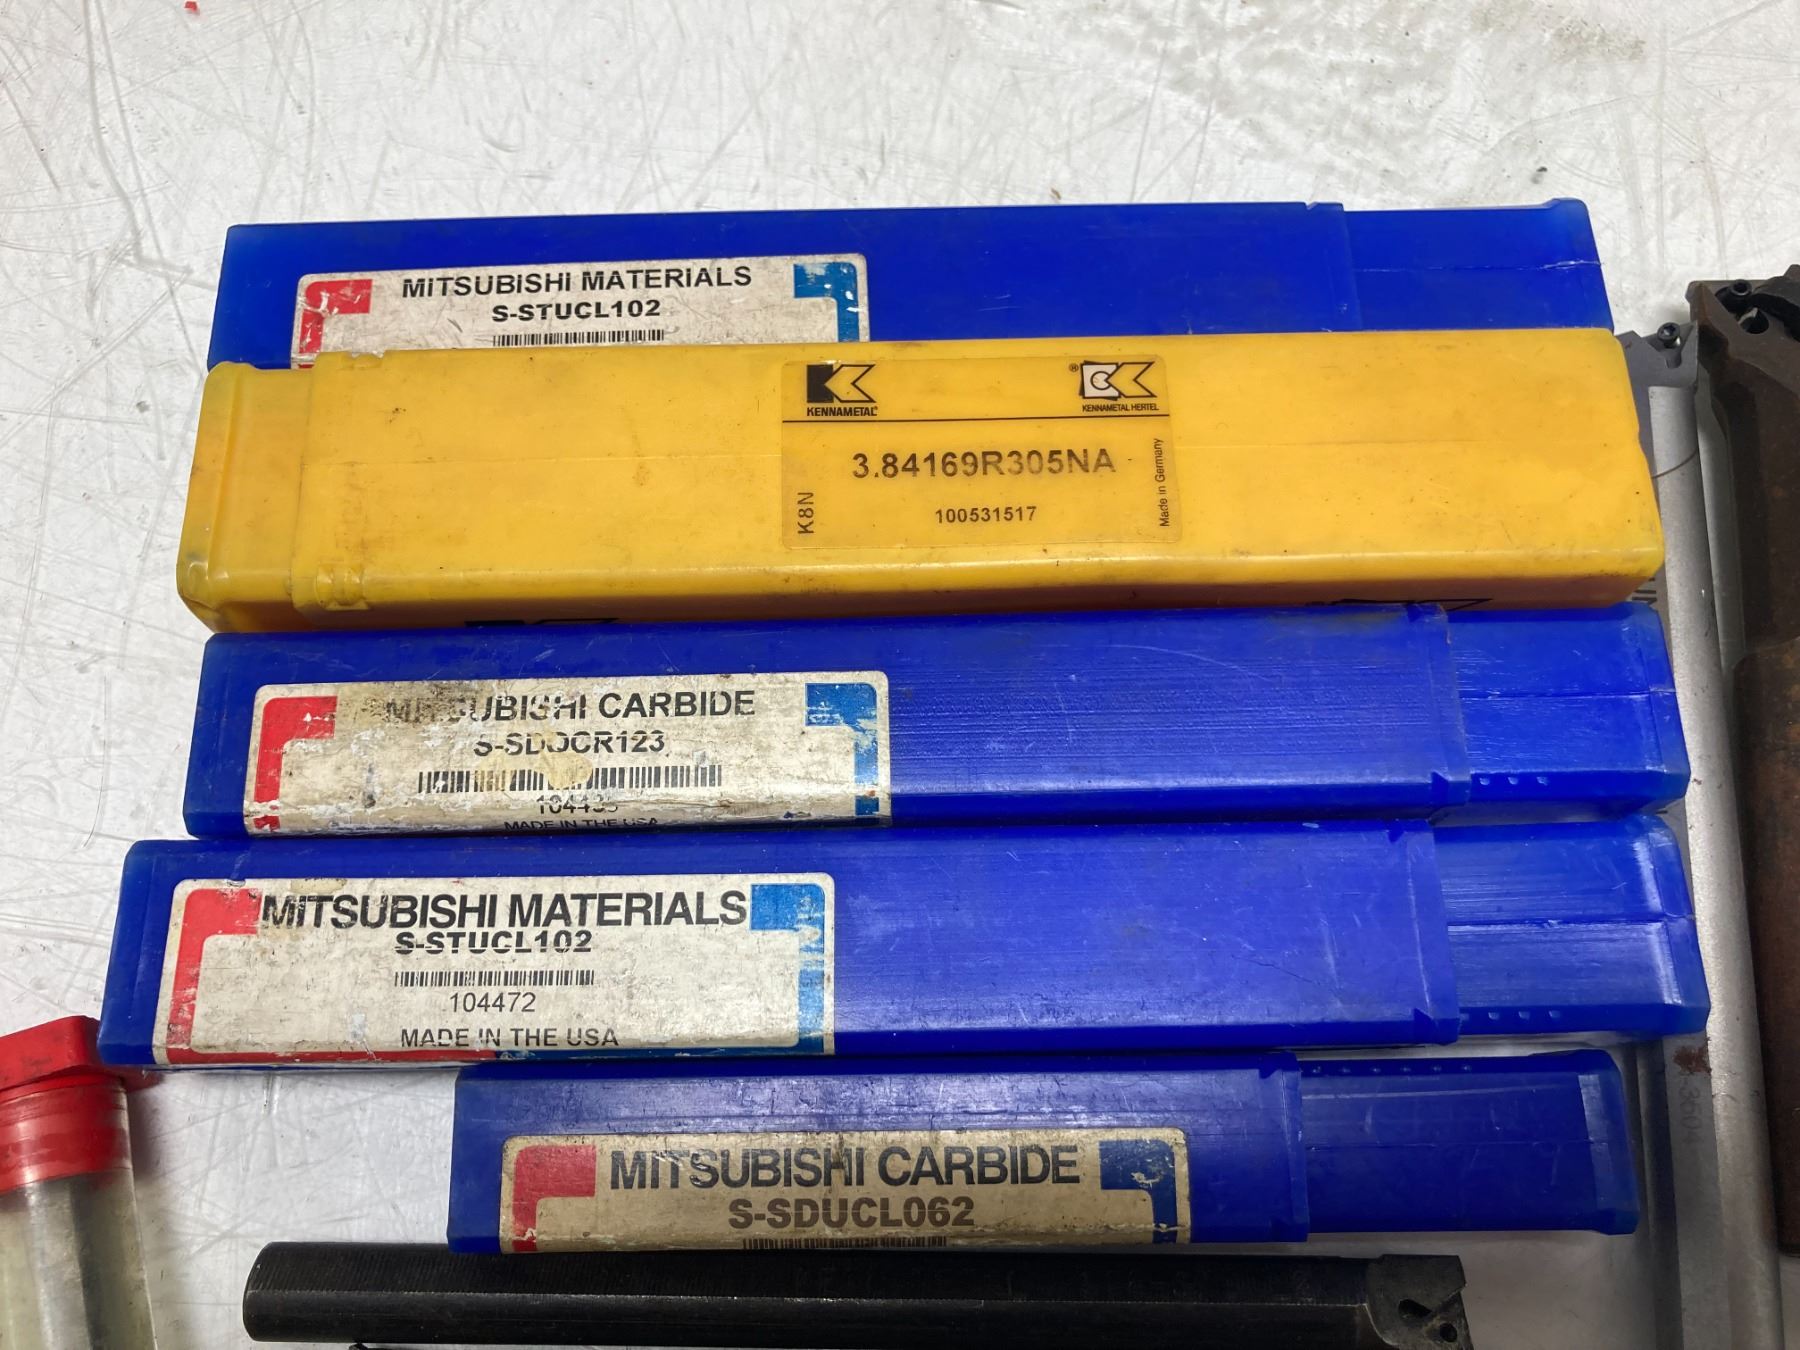 MITSUBISHI MATERIALS
S-STUCL102
KENNAMETAL
KENNAMETAL HERTEL
3.84169R305NA
K8N
100531517
Made in Germany
MITSUBISHI CARBIDE
MADE IN THE USA
MITSUBISHI MATERIALS
S-STUCL102
104472
MADE IN THE USA
MITSUBISHI CARBIDE
S-SDUCL062